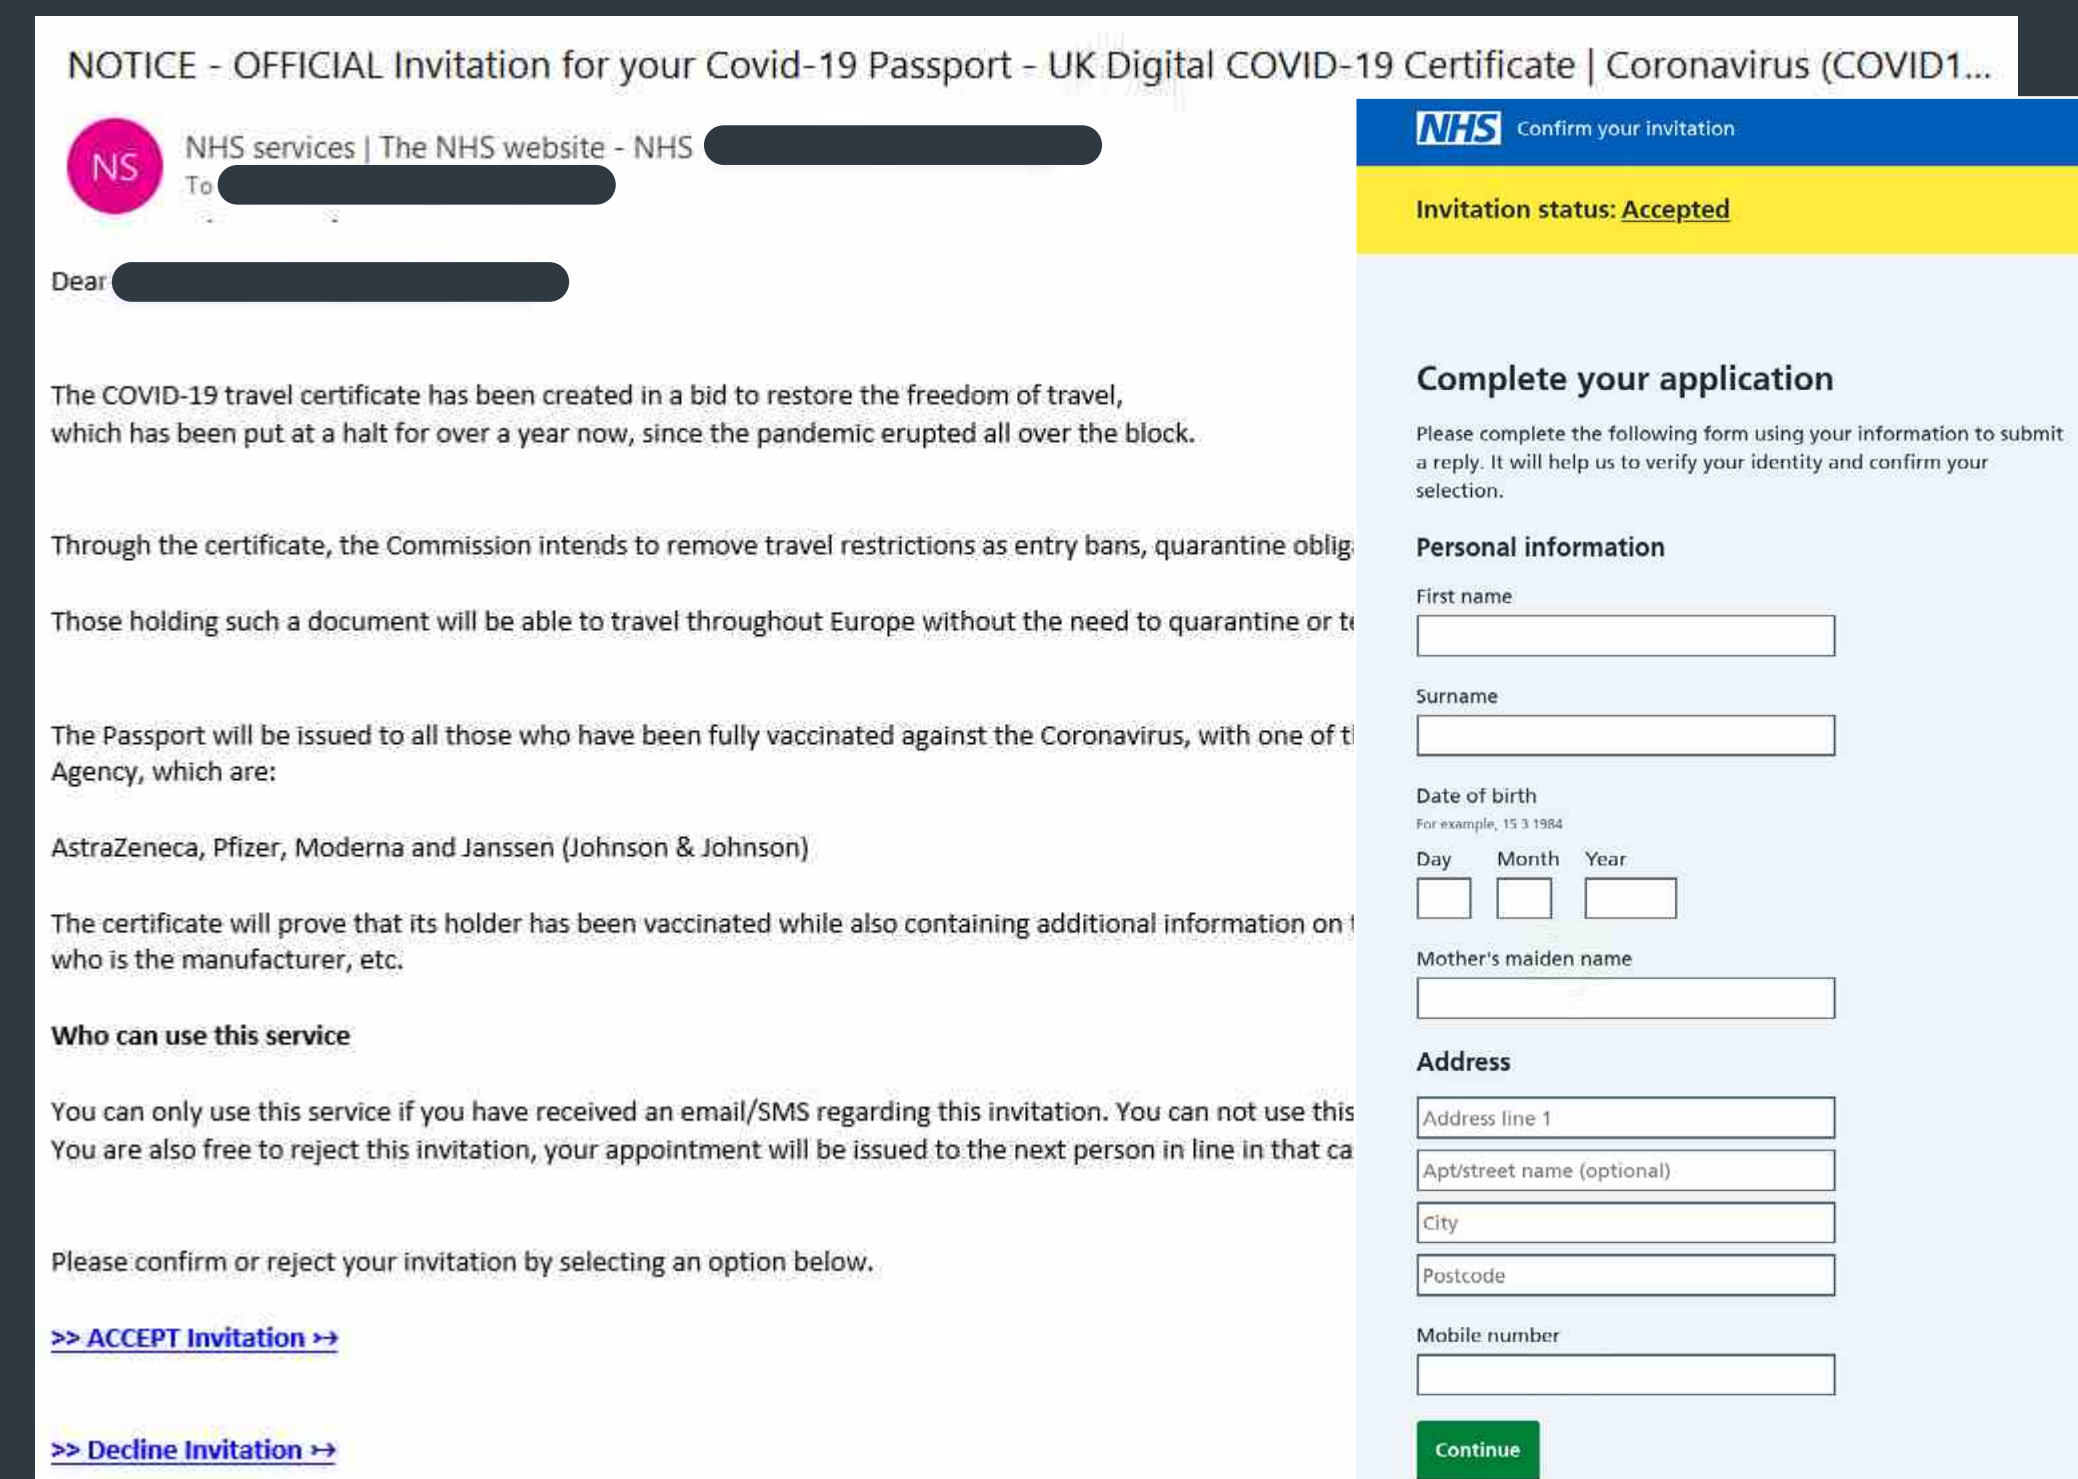 NOTICE - OFFICIAL Invitation for your Covid-19 Passport - UK Digital COVID-19 Certificate | Coronavirus (COVID1...
NS
NHS services | The NHS website - NHS
To
Dear
The COVID-19 travel certificate has been created in a bid to restore the freedom of travel,
which has been put at a halt for over a year now, since the pandemic erupted all over the block.
Through the certificate, the Commission intends to remove travel restrictions as entry bans, quarantine
Those holding such a document will be able to travel throughout Europe without the need to quarantine or
The Passport will be issued to all those who have been fully vaccinated against the Coronavirus, with one of
Agency, which are:
AstraZeneca, Pfizer, Moderna and Janssen (Johnson & Johnson)
The certificate will prove that its holder has been vaccinated while also containing additional information on
who is the manufacturer, etc.
Who can use this service
You can only use this service if you have received an email/SMS regarding this invitation. You can not use this
You are also free to reject this invitation, your appointment will be issued to the next person in line in that
Please confirm or reject your invitation by selecting an option below.
>> ACCEPT Invitation ↣
>> Decline Invitation ↣
NHS Confirm your invitation
Invitation status: Accepted
Complete your application
Please complete the following form using your information to submit
a reply. It will help us to verify your identity and confirm your
selection.
Personal information
First name
Surname
Date of birth
For example, 15 3 1984
Day Month Year
Mother's maiden name
Address
Address line 1
Apt/street name (optional)
City
Postcode
Mobile number
Continue